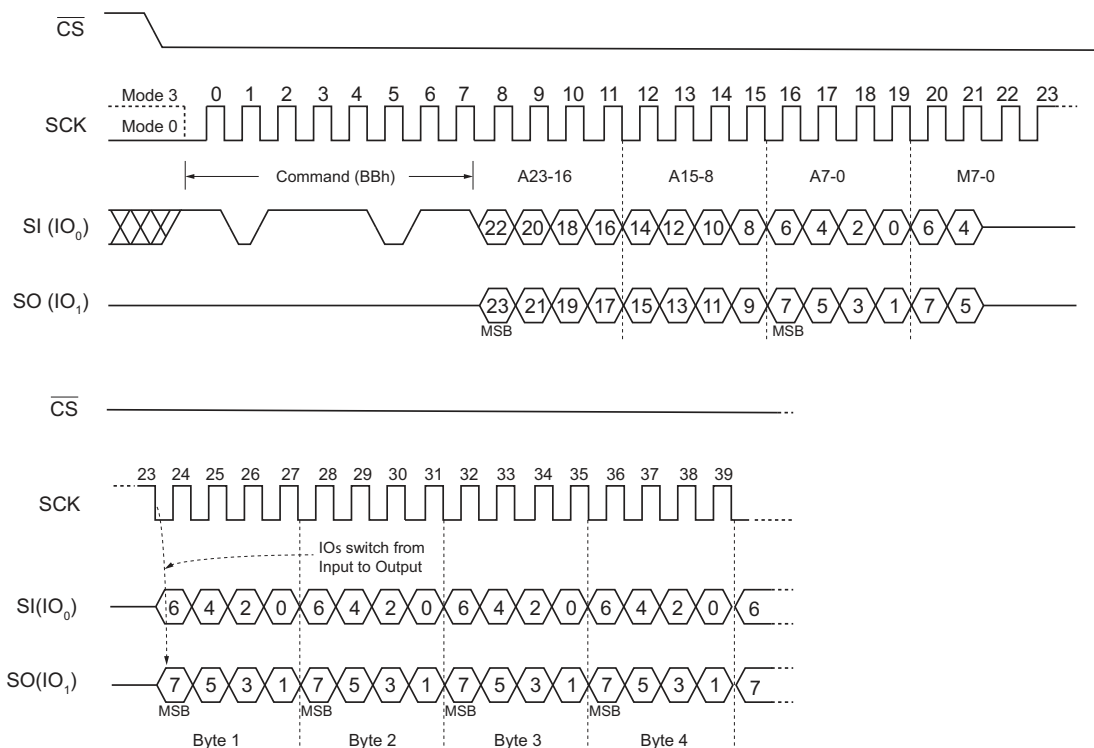 CS
Mode 3
0 1 2 3 4 5 6 7 8 9 10 11 12 13 14 15 16 17 18 19 20 21 22 23
SCK
Mode 0
Command (BBh) A23-16 A15-8 A7-0 M7-0
SI (IO0) 22 20 18 16 14 12 10 8 6 4 2 0 6 4
SO (IO1) 23 21 19 17 15 13 11 9 7 5 3 1 7 5
MSB MSB
CS
23 24 25 26 27 28 29 30 31 32 33 34 35 36 37 38 39
SCK
IOs switch from
Input to Output
SI(IO0) 6 4 2 0 6 4 2 0 6 4 2 0 6 4 2 0 6
SO(IO1) 7 5 3 1 7 5 3 1 7 5 3 1 7 5 3 1 7
MSB MSB MSB MSB
Byte 1 Byte 2 Byte 3 Byte 4